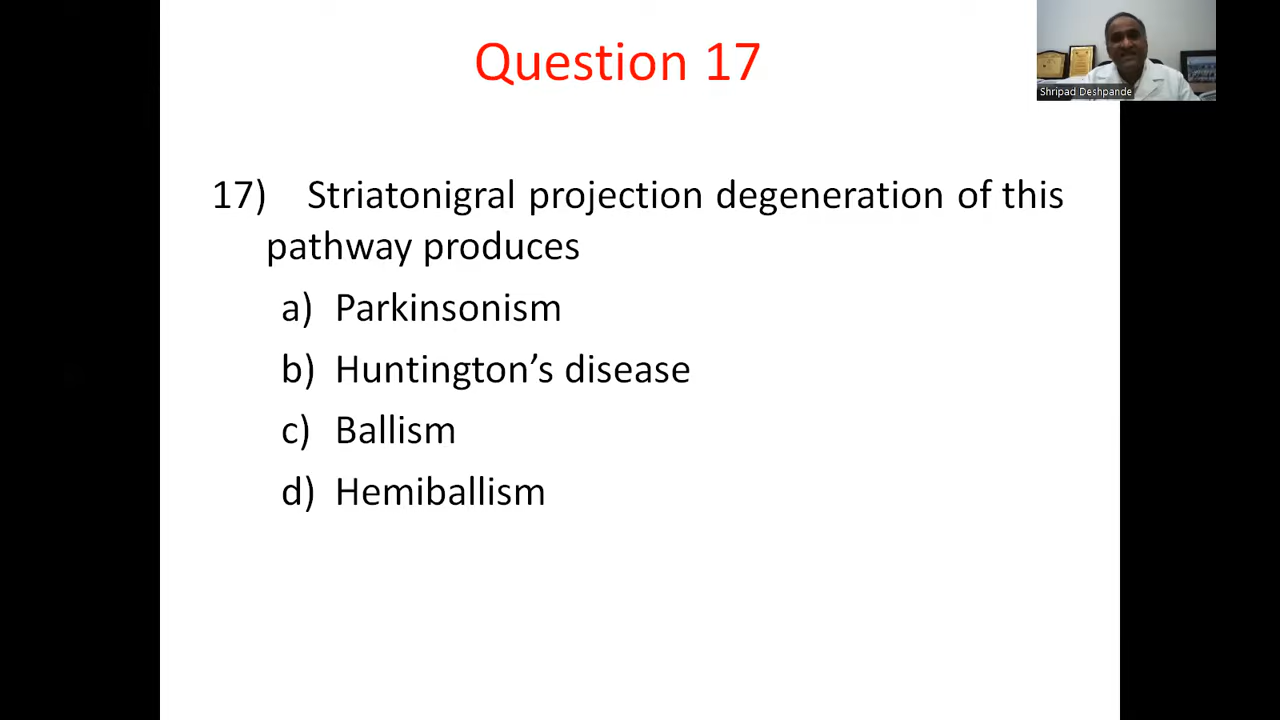 Question 17
Shripad Deshpande
17) Striatonigral projection degeneration of this
pathway produces
a) Parkinsonism
b) Huntington’s disease
c) Ballism
d) Hemiballism